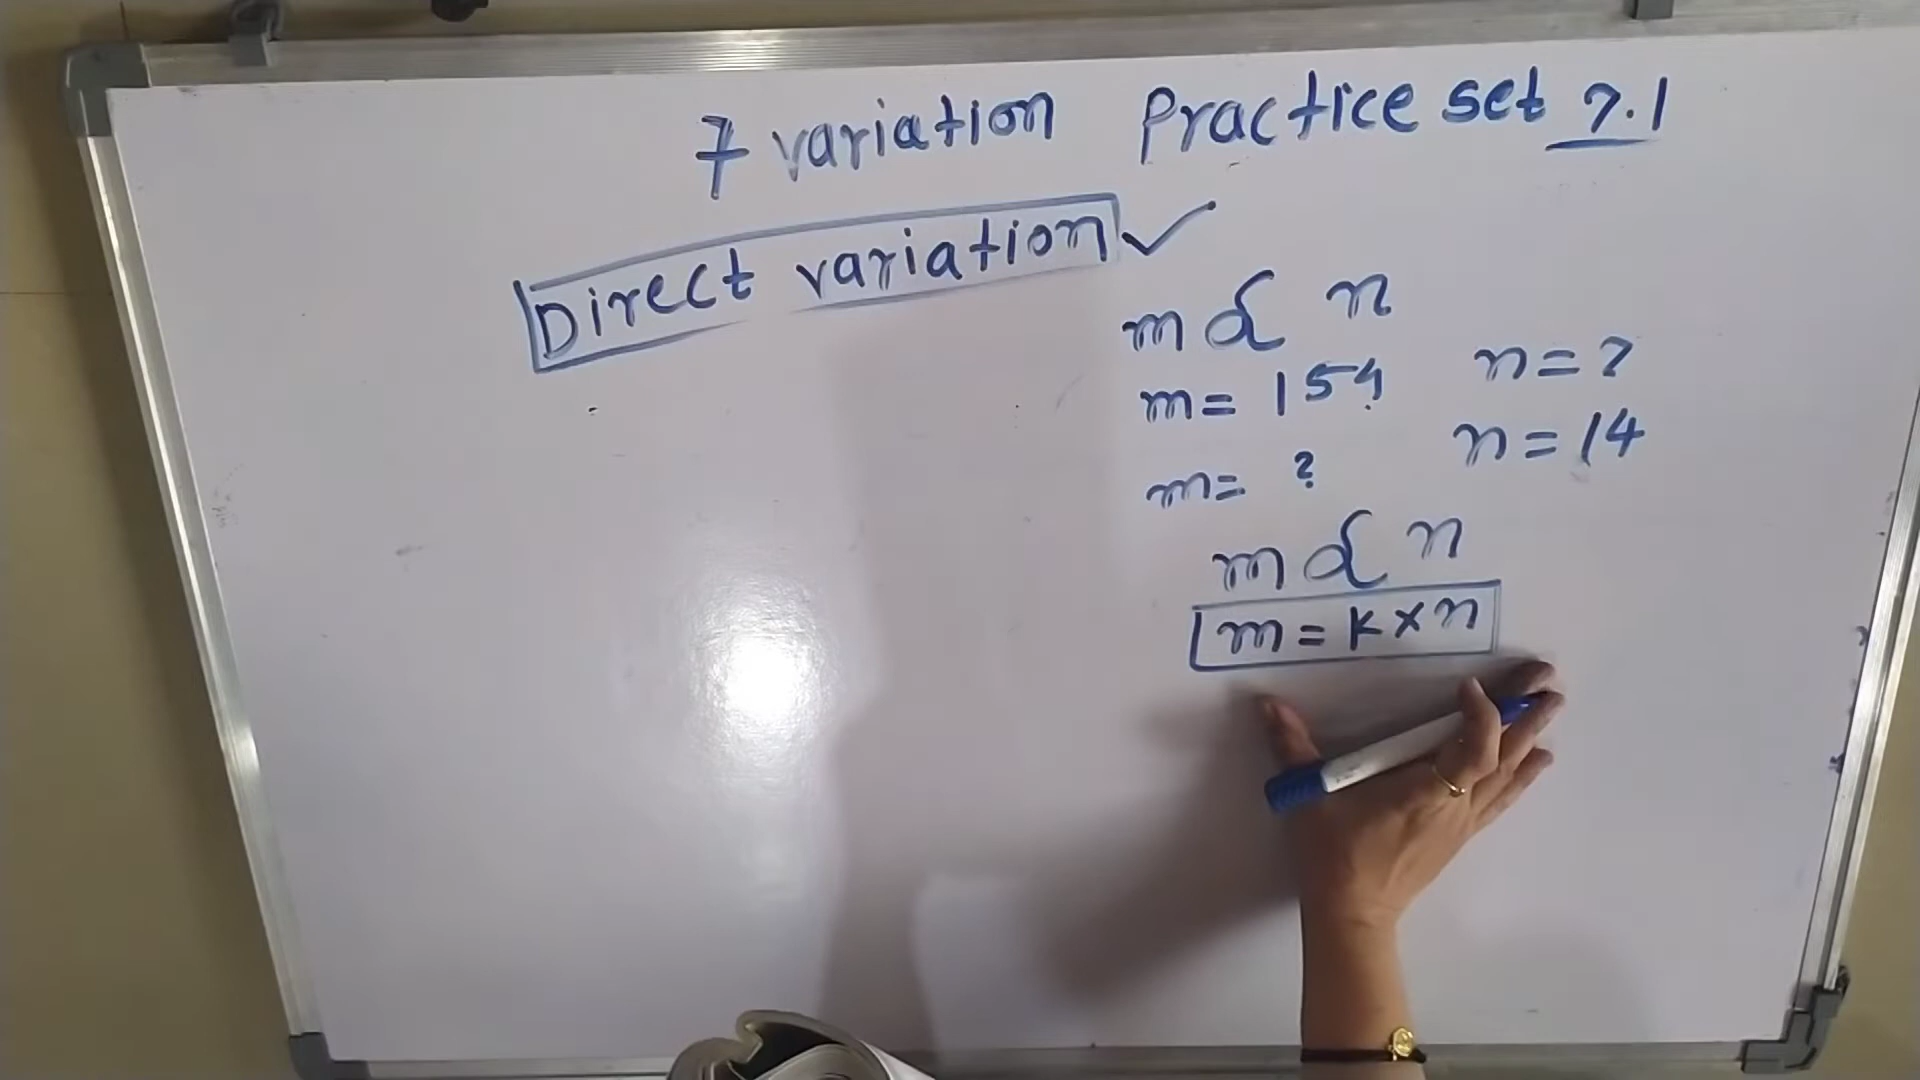 7 variation Practice set 7.1
Direct variation ✓
m ∝ n
m = 154 n = 7
m = ? n = 14
m ∝ n
m = k × n